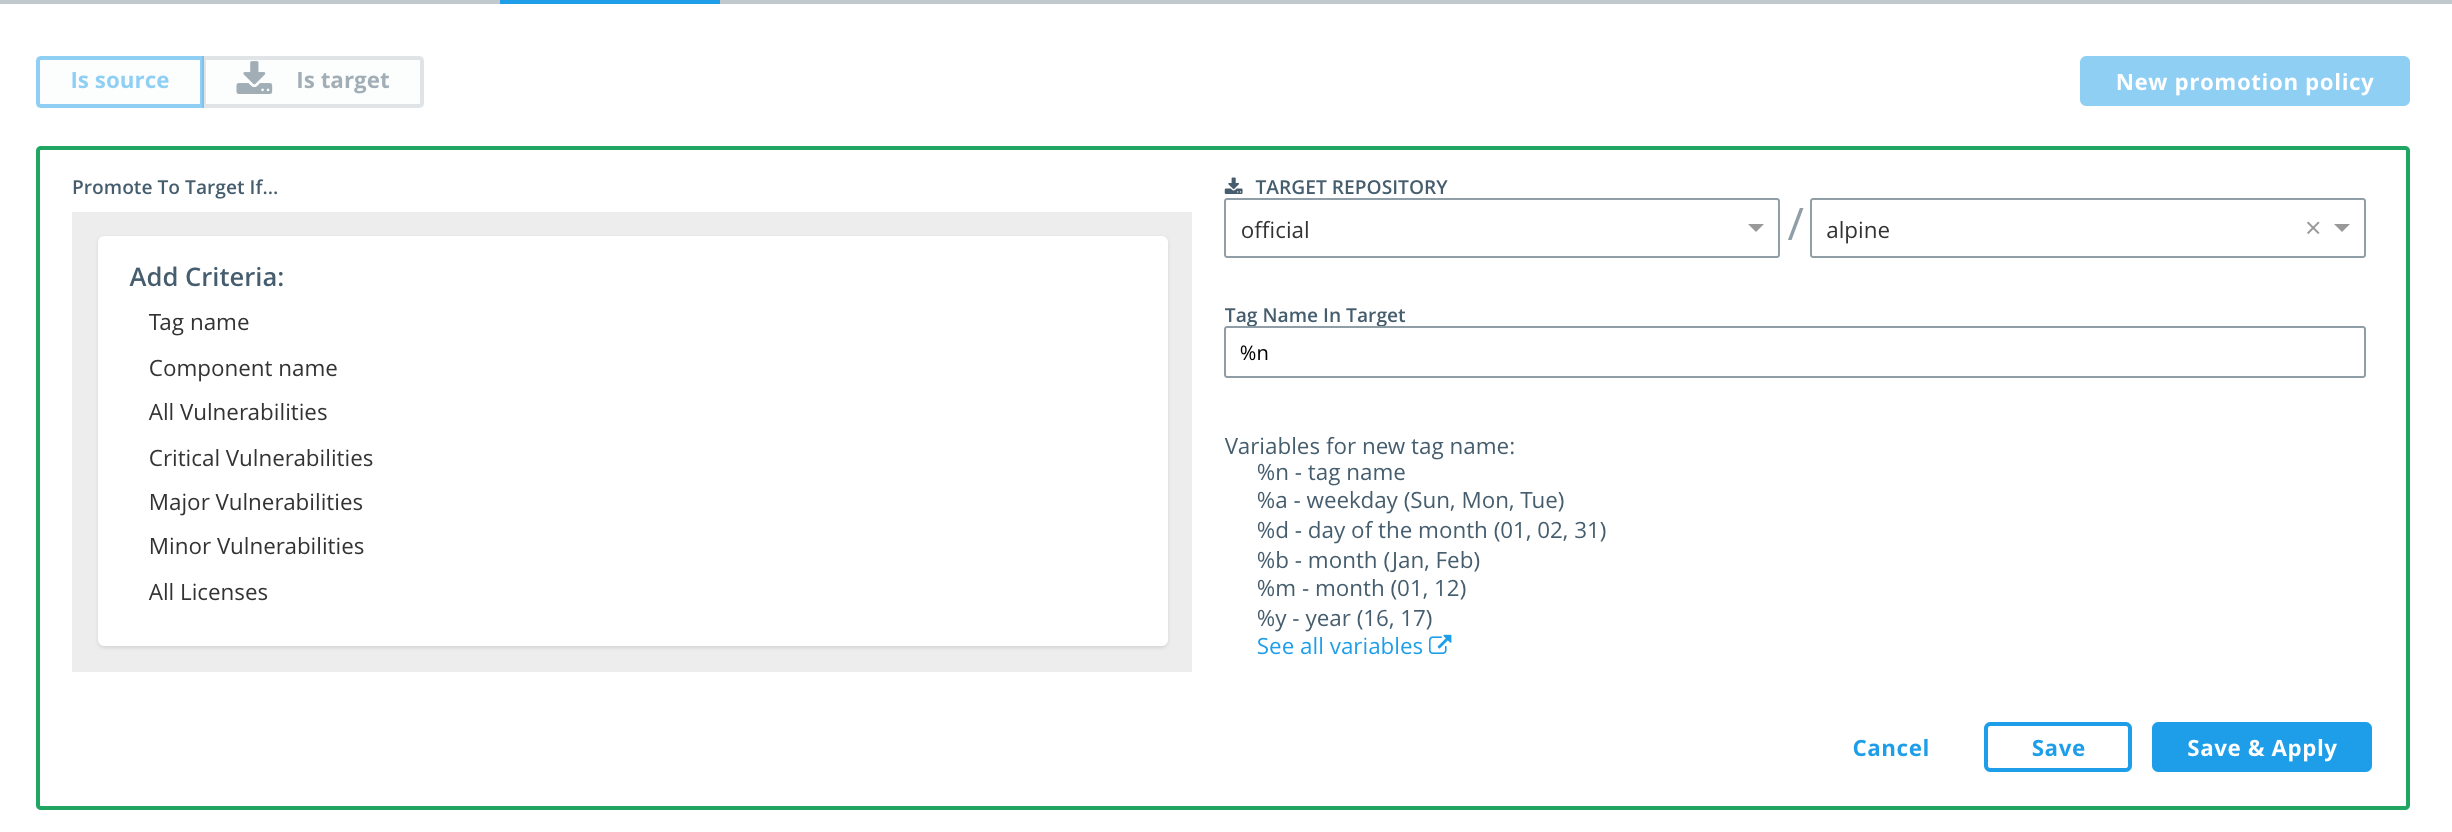 Is source
Is target
New promotion policy
Promote To Target If...
Add Criteria:
Tag name
Component name
All Vulnerabilities
Critical Vulnerabilities
Major Vulnerabilities
Minor Vulnerabilities
All Licenses
TARGET REPOSITORY
official / alpine ×
Tag Name In Target
%n
Variables for new tag name:
%n - tag name
%a - weekday (Sun, Mon, Tue)
%d - day of the month (01, 02, 31)
%b - month (Jan, Feb)
%m - month (01, 12)
%y - year (16, 17)
See all variables
Cancel
Save
Save & Apply